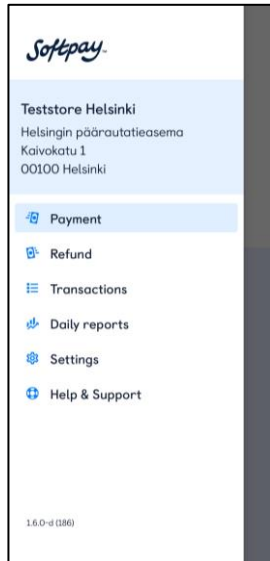 Softpay
Teststore Helsinki
Helsingin päärautatieasema
Kaivokatu 1
00100 Helsinki
Payment
Refund
Transactions
Daily reports
Settings
Help & Support
1.6.0-d (186)